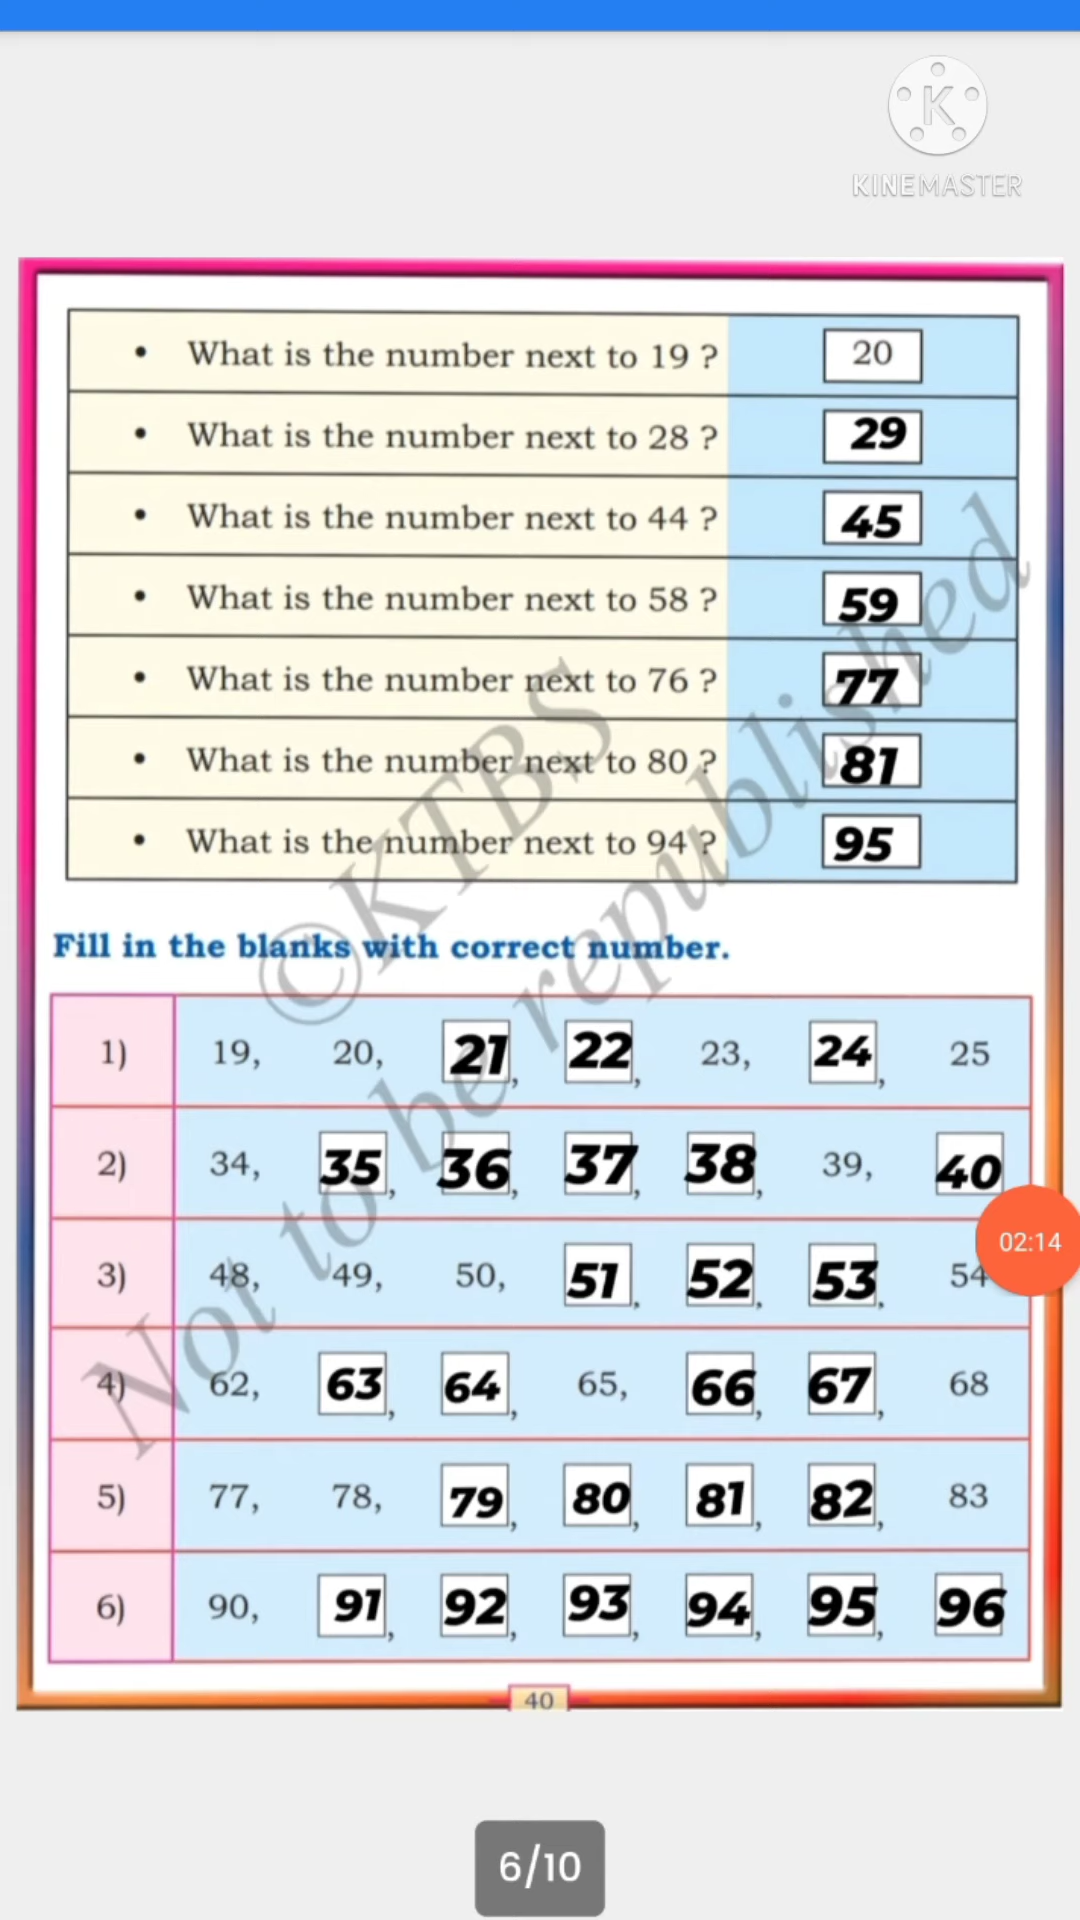 KINEMASTER
• What is the number next to 19 ? 20
• What is the number next to 28 ? 29
• What is the number next to 44 ? 45
• What is the number next to 58 ? 59
• What is the number next to 76 ? 77
• What is the number next to 80 ? 81
• What is the number next to 94 ? 95
©KTBS
Not to be republished
Fill in the blanks with correct number.
1) 19, 20, 21, 22, 23, 24, 25
2) 34, 35, 36, 37, 38, 39, 40
02:14
3) 48, 49, 50, 51, 52, 53, 54
4) 62, 63, 64, 65, 66, 67, 68
5) 77, 78, 79, 80, 81, 82, 83
6) 90, 91, 92, 93, 94, 95, 96
40
6/10